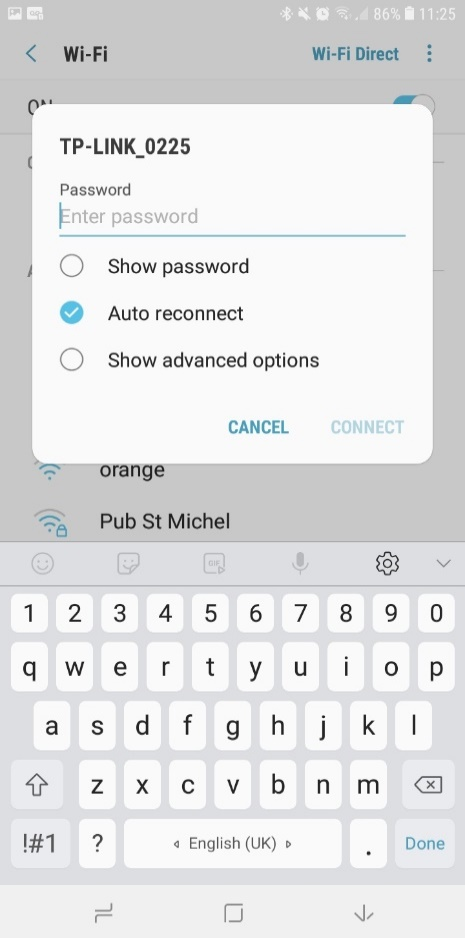 86% 11:25
Wi-Fi Wi-Fi Direct
ON
TP-LINK_0225
Password
Enter password
Show password
Auto reconnect
Show advanced options
CANCEL CONNECT
orange
Pub St Michel
GIF
1 2 3 4 5 6 7 8 9 0
q w e r t y u i o p
a s d f g h j k l
z x c v b n m
!#1 ? English (UK) . Done